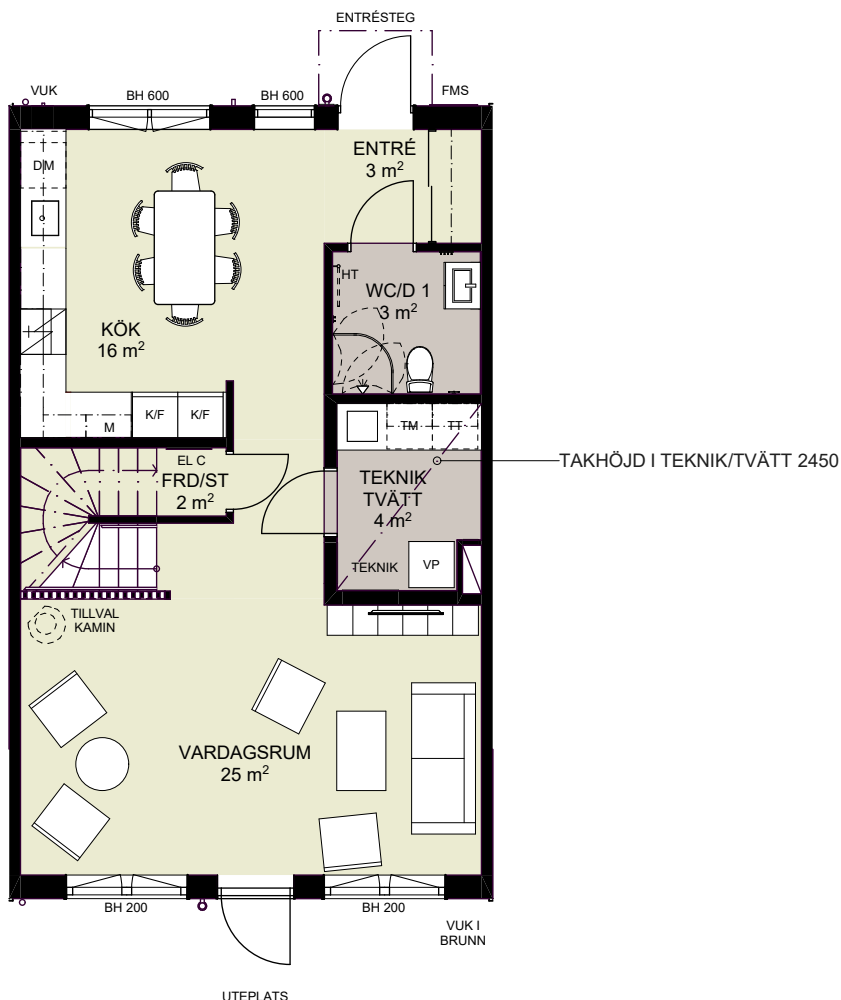 ENTRÉSTEG
VUK
BH 600
BH 600
FMS
ENTRÉ
3 m²
DM
HT
WC/D 1
3 m²
KÖK
16 m²
K/F
K/F
M
TM
TT
EL C
FRD/ST
2 m²
TAKHÖJD I TEKNIK/TVÄTT 2450
TEKNIK
TVÄTT
4 m²
TEKNIK
VP
TILLVAL
KAMIN
VARDAGSRUM
25 m²
BH 200
BH 200
VUK I
BRUNN
UTEPLATS